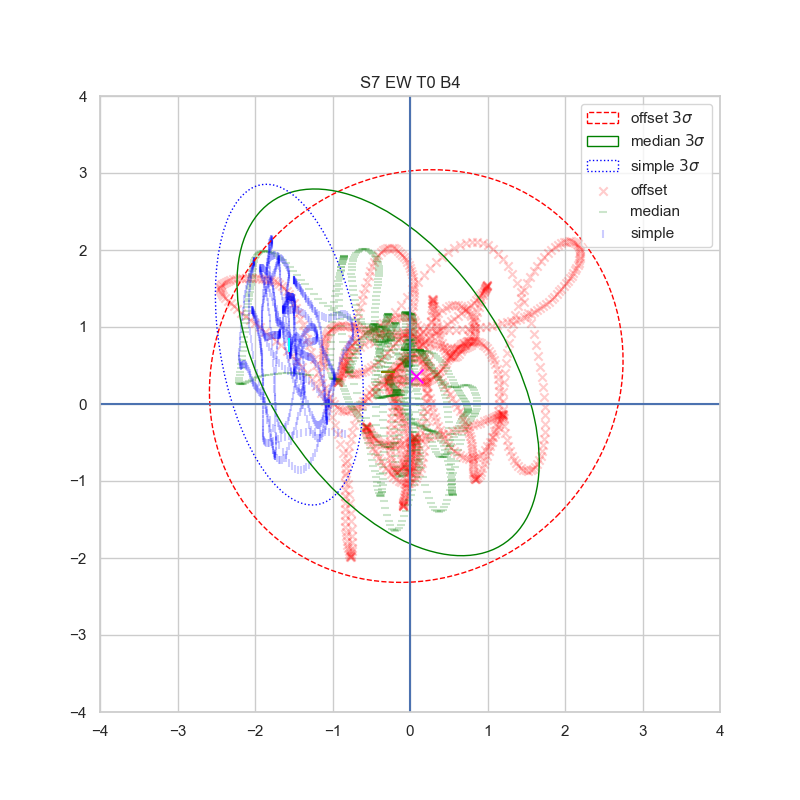 S7 EW T0 B4
4
3
2
1
0
−1
−2
−3
−4
−4
−3
−2
−1
0
1
2
3
4
offset 3σ
median 3σ
simple 3σ
offset
median
simple